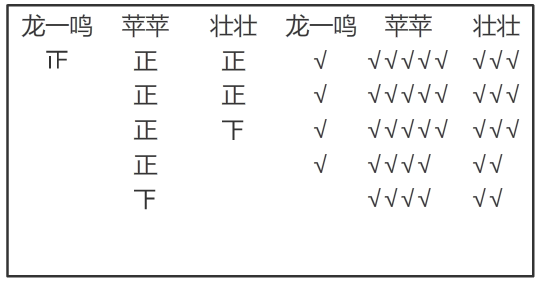 龙一鸣 苹苹 壮壮 龙一鸣 苹苹 壮壮
𝍵 正 正 √ √√√√√ √√√
正 正 √ √√√√√ √√√
正 下 √ √√√√√ √√√
正 √ √√√√ √√
下 √√√√ √√